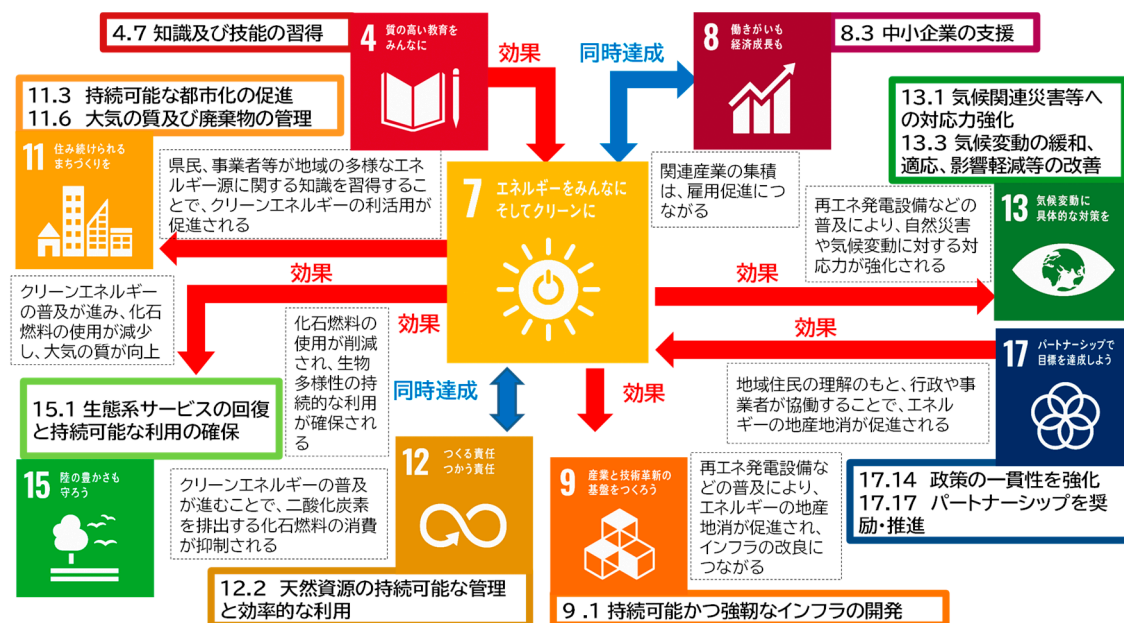 4.7 知識及び技能の習得
4 質の高い教育を
みんなに
効果
同時達成
8 働きがいも
経済成長も
8.3 中小企業の支援
11.3 持続可能な都市化の促進
11.6 大気の質及び廃棄物の管理
13.1 気候関連災害等へ
の対応力強化
13.3 気候変動の緩和、
適応、影響軽減等の改善
11 住み続けられる
まちづくりを
県民、事業者等が地域の多様なエネ
ルギー源に関する知識を習得するこ
とで、クリーンエネルギーの利活用が
促進される
7 エネルギーをみんなに
そしてクリーンに
関連産業の集積
は、雇用促進につ
ながる
再エネ発電設備などの
普及により、自然災害
や気候変動に対する対
応力が強化される
13 気候変動に
具体的な対策を
効果
効果
クリーンエネルギー
の普及が進み、化石
燃料の使用が減少
し、大気の質が向上
化石燃料の
使用が削減
され、生物
多様性の持
続的な利用
が確保され
る
効果
効果
17 パートナーシップで
目標を達成しよう
同時達成
効果
地域住民の理解のもと、行政や事
業者が協働することで、エネル
ギーの地産地消が促進される
15.1 生態系サービスの回復
と持続可能な利用の確保
15 陸の豊かさも
守ろう
クリーンエネルギーの普及
が進むことで、二酸化炭素
を排出する化石燃料の消費
が抑制される
12 つくる責任
つかう責任
9 産業と技術革新の
基盤をつくろう
再エネ発電設備な
どの普及により、
エネルギーの地産
地消が促進され、
インフラの改良に
つながる
17.14 政策の一貫性を強化
17.17 パートナーシップを奨
励・推進
12.2 天然資源の持続可能な管理
と効率的な利用
9.1 持続可能かつ強靭なインフラの開発